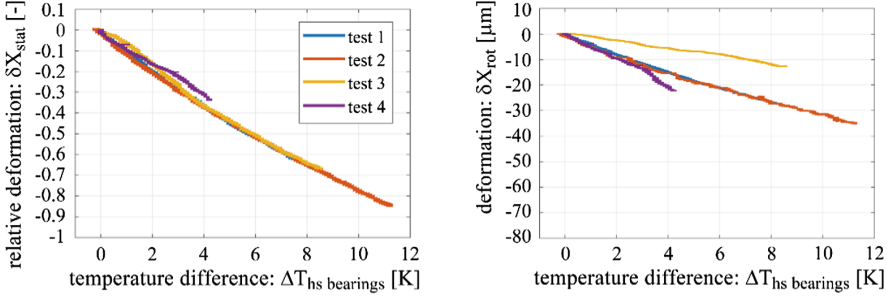 relative deformation: δX_stat [-]
0.1
0
-0.1
-0.2
-0.3
-0.4
-0.5
-0.6
-0.7
-0.8
-0.9
-1
0 2 4 6 8 10 12
temperature difference: ΔT_hs bearings [K]
test 1
test 2
test 3
test 4
deformation: δX_rot [μm]
10
0
-10
-20
-30
-40
-50
-60
-70
-80
0 2 4 6 8 10 12
temperature difference: ΔT_hs bearings [K]